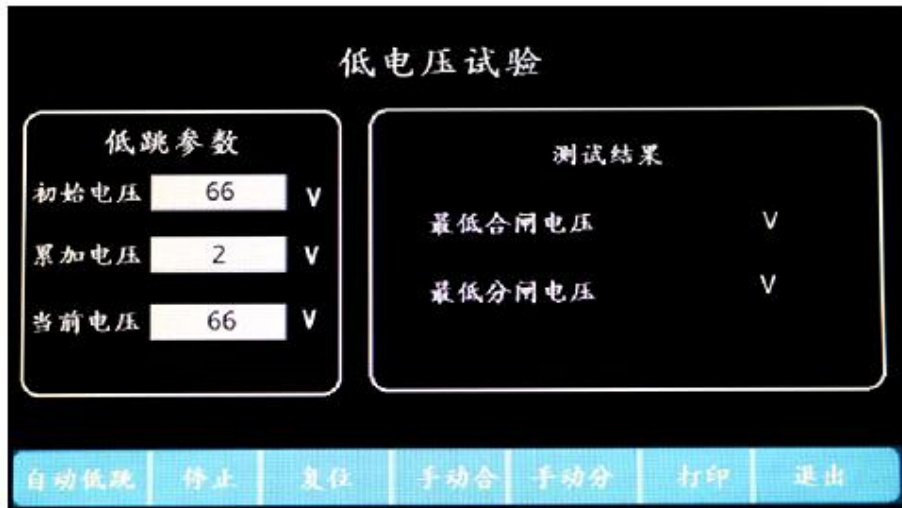 低电压试验
低跳参数
初始电压 66 V
累加电压 2 V
当前电压 66 V
测试结果
最低合闸电压 V
最低分闸电压 V
自动低跳 停止 复位 手动合 手动分 打印 退出